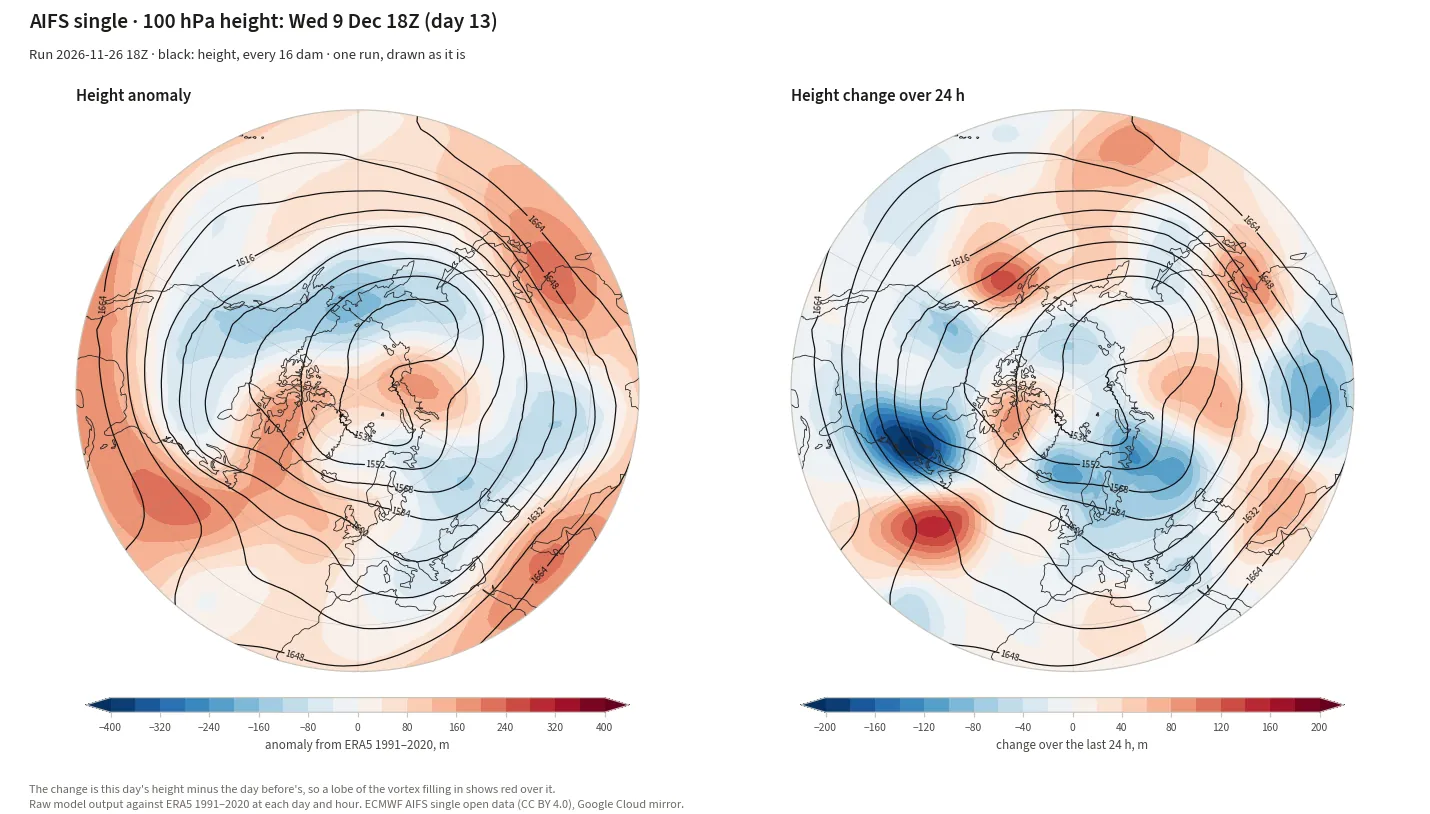 AIFS single · 100 hPa height: Wed 9 Dec 18Z (day 13)
Run 2026-11-26 18Z · black: height, every 16 dam · one run, drawn as it is
Height anomaly
Height change over 24 h
1664
1616
1648
1664
1536
1552
1568
1584
1632
1664
1648
1664
1616
1648
1664
1536
1552
1568
1584
1632
1664
1648
−400 −320 −240 −160 −80 0 80 160 240 320 400
anomaly from ERA5 1991–2020, m
−200 −160 −120 −80 −40 0 40 80 120 160 200
change over the last 24 h, m
The change is this day's height minus the day before's, so a lobe of the vortex filling in shows red over it.
Raw model output against ERA5 1991–2020 at each day and hour. ECMWF AIFS single open data (CC BY 4.0), Google Cloud mirror.